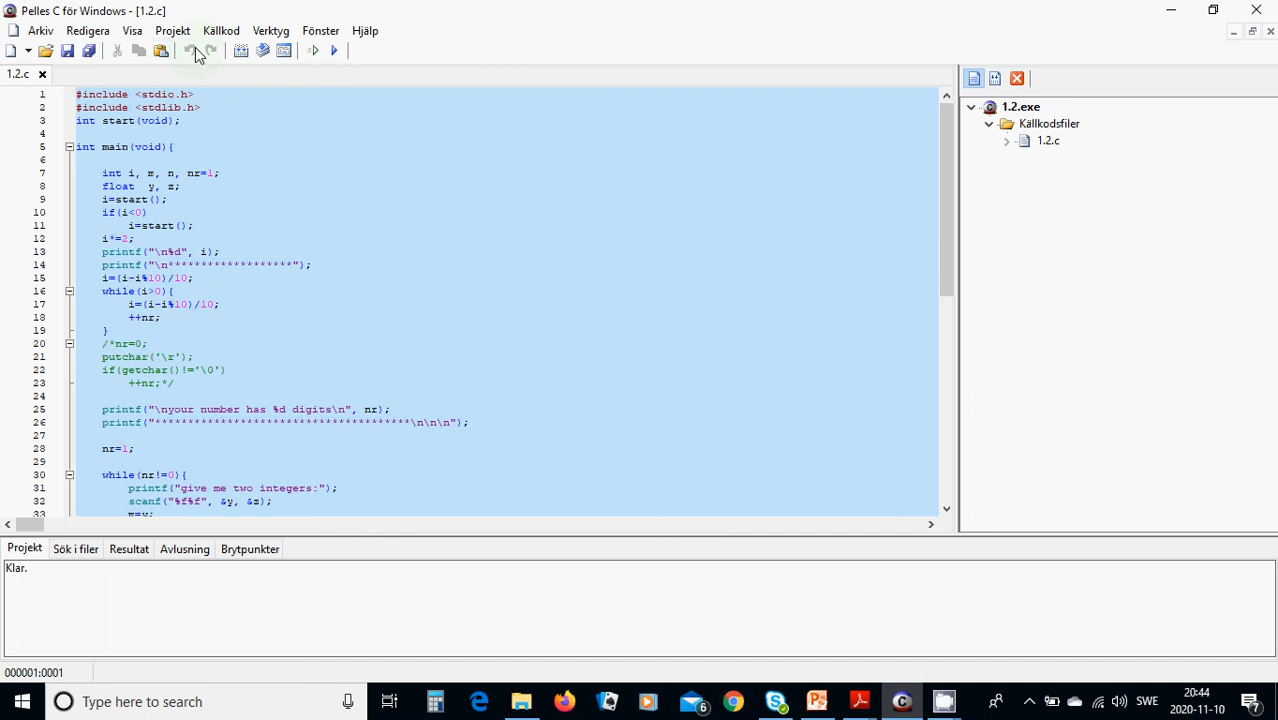 Pelles C för Windows - [1.2.c]
Arkiv Redigera Visa Projekt Källkod Verktyg Fönster Hjälp
1.2.c
1 #include <stdio.h>
2 #include <stdlib.h>
3 int start(void);
4
5 int main(void){
6
7 int i, m, n, nr=1;
8 float  y, z;
9 i=start();
10 if(i<0)
11 i=start();
12 i*=2;
13 printf("\n%d", i);
14 printf("\n*******************");
15 i=(i-i%10)/10;
16 while(i>0){
17 i=(i-i%10)/10;
18 ++nr;
19 }
20 /*nr=0;
21 putchar('\r');
22 if(getchar()!='\0')
23 ++nr;*/
24
25 printf("\nyour number has %d digits\n", nr);
26 printf("***************************************\n\n\n");
27
28 nr=1;
29
30 while(nr!=0){
31 printf("give me two integers:");
32 scanf("%f%f", &y, &z);
33 m=y;
1.2.exe
Källkodsfiler
1.2.c
Projekt Sök i filer Resultat Avlusning Brytpunkter
Klar.
000001:0001
Type here to search
6
SWE
20:44
2020-11-10
7